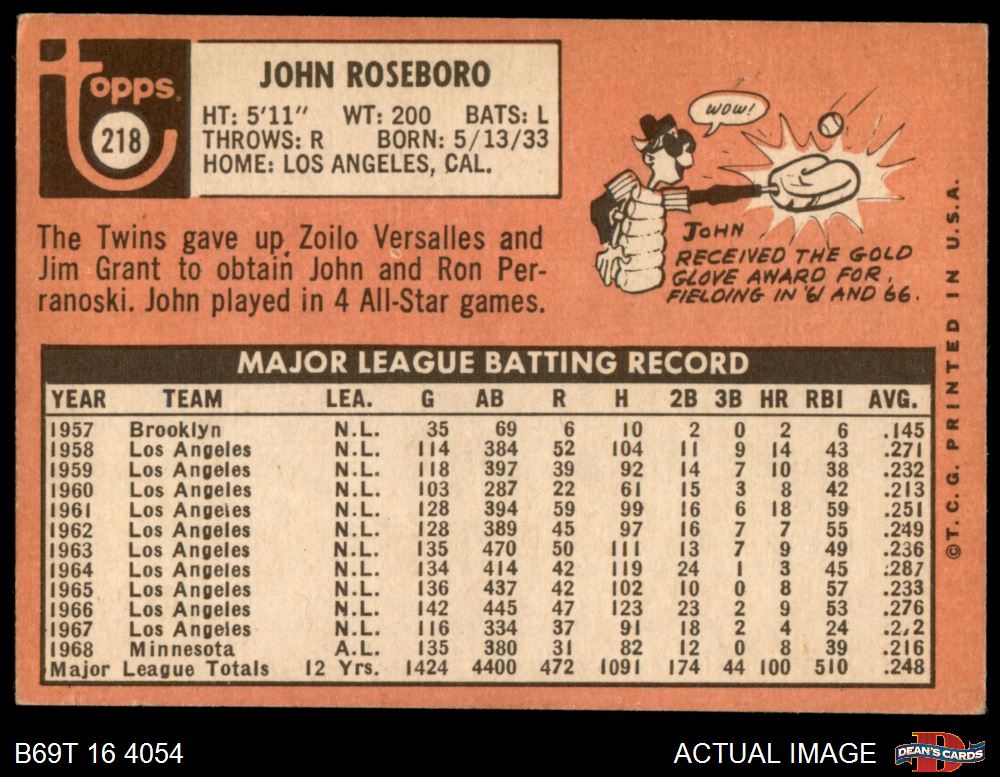 topps
218
JOHN ROSEBORO
HT: 5'11" WT: 200 BATS: L
THROWS: R BORN: 5/13/33
HOME: LOS ANGELES, CAL.
WOW!
The Twins gave up Zoilo Versalles and
Jim Grant to obtain John and Ron Per-
ranoski. John played in 4 All-Star games.
JOHN
RECEIVED THE GOLD
GLOVE AWARD FOR
FIELDING IN '61 AND 66.
MAJOR LEAGUE BATTING RECORD
YEAR TEAM LEA. G AB R H 2B 3B HR RBI AVG.
1957 Brooklyn N.L. 35 69 6 10 2 0 2 6 .145
1958 Los Angeles N.L. 114 384 52 104 11 9 14 43 .271
1959 Los Angeles N.L. 118 397 39 92 14 7 10 38 .232
1960 Los Angeles N.L. 103 287 22 61 15 3 8 42 .213
1961 Los Angeles N.L. 128 394 59 99 16 6 18 59 .251
1962 Los Angeles N.L. 128 389 45 97 16 7 7 55 .249
1963 Los Angeles N.L. 135 470 50 111 13 7 9 49 .236
1964 Los Angeles N.L. 134 414 42 119 24 1 3 45 .287
1965 Los Angeles N.L. 136 437 42 102 10 0 8 57 .233
1966 Los Angeles N.L. 142 445 47 123 23 2 9 53 .276
1967 Los Angeles N.L. 116 334 37 91 18 2 4 24
1968 Minnesota A.L. 135 380 31 82 12 0 8 39 .216
Major League Totals 12 Yrs. 1424 4400 472 1091 174 44 100 510 .248
©T.C.G. PRINTED IN U.S.A.
B69T 16 4054
ACTUAL IMAGE
DEAN'S CARDS